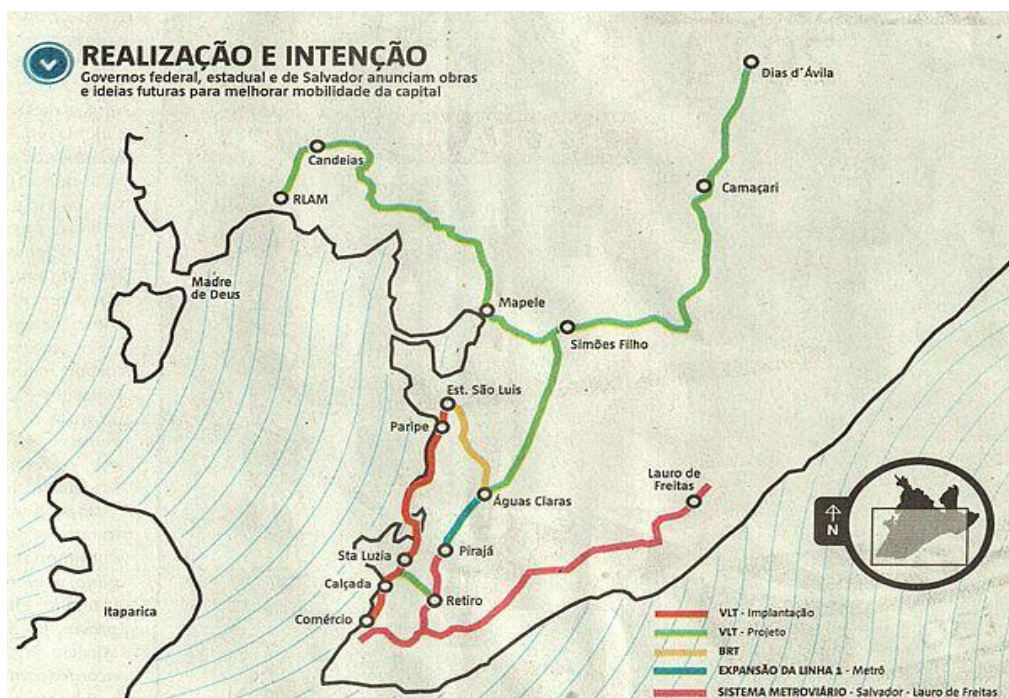 REALIZAÇÃO E INTENÇÃO
Governos federal, estadual e de Salvador anunciam obras
e ideias futuras para melhorar mobilidade da capital
Dias d´Ávila
Candeias
Camaçari
RLAM
Madre
de Deus
Mapele
Simões Filho
Est. São Luis
Paripe
Lauro de
Freitas
Águas Claras
Sta Luzia
Pirajá
Calçada
Retiro
Itaparica
Comércio
N
VLT - Implantação
VLT - Projeto
BRT
EXPANSÃO DA LINHA 1 - Metrô
SISTEMA METROVIÁRIO - Salvador - Lauro de Freitas